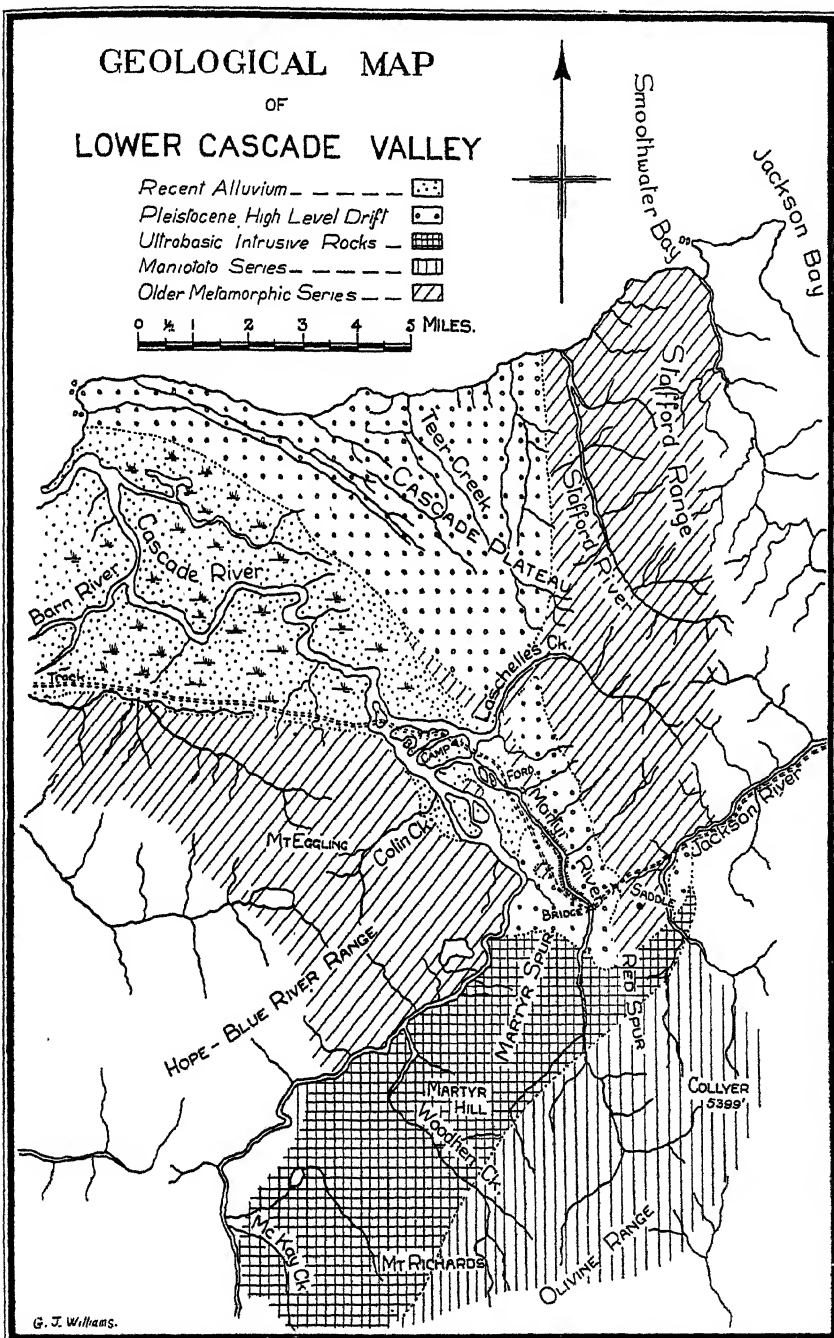 GEOLOGICAL MAP
OF
LOWER CASCADE VALLEY
Recent Alluvium
Pleistocene High Level Drift
Ultrabasic Intrusive Rocks
Maniototo Series
Older Metamorphic Series
0 ½ 1 2 3 4 5 MILES.
Smoothwater Bay
Jackson Bay
Stafford Range
Teer Creek
CASCADE PLATEAU
Stafford River
Cascade River
Barn River
Laschelles Ck.
Track
CAMP
FORD
Martyr River
Jackson River
MT EGGLING
Colin Ck.
SADDLE
BRIDGE
HOPE - BLUE RIVER RANGE
MARTYR SPUR
RED SPUR
COLLYER
5399'
MARTYR
HILL
Woodhen Ck.
McKay Ck
MT RICHARDS
OLIVINE RANGE
G. J. Williams.